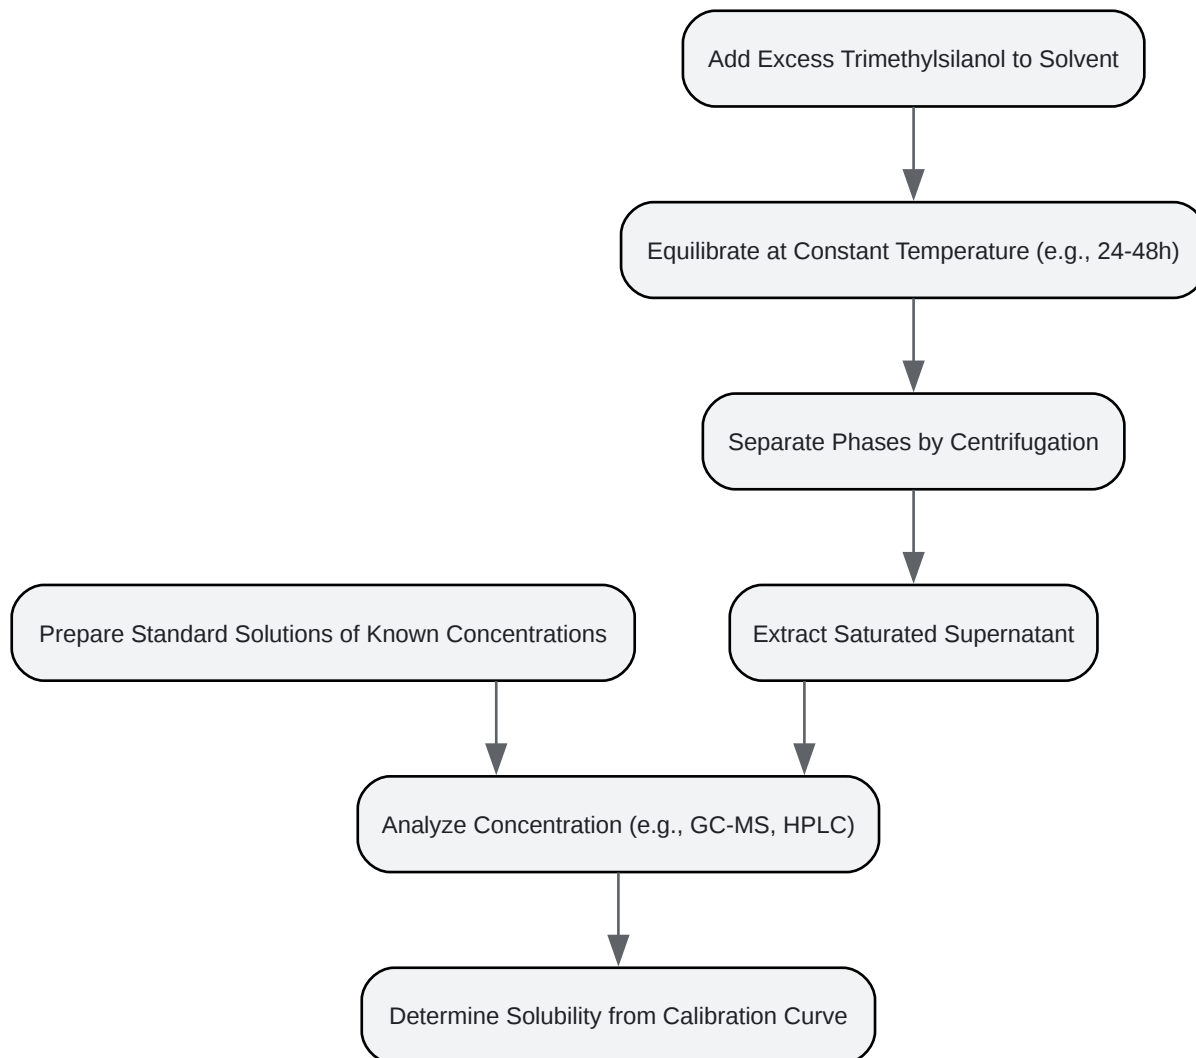 Add Excess Trimethylsilanol to Solvent
Equilibrate at Constant Temperature (e.g., 24-48h)
Separate Phases by Centrifugation
Prepare Standard Solutions of Known Concentrations
Extract Saturated Supernatant
Analyze Concentration (e.g., GC-MS, HPLC)
Determine Solubility from Calibration Curve